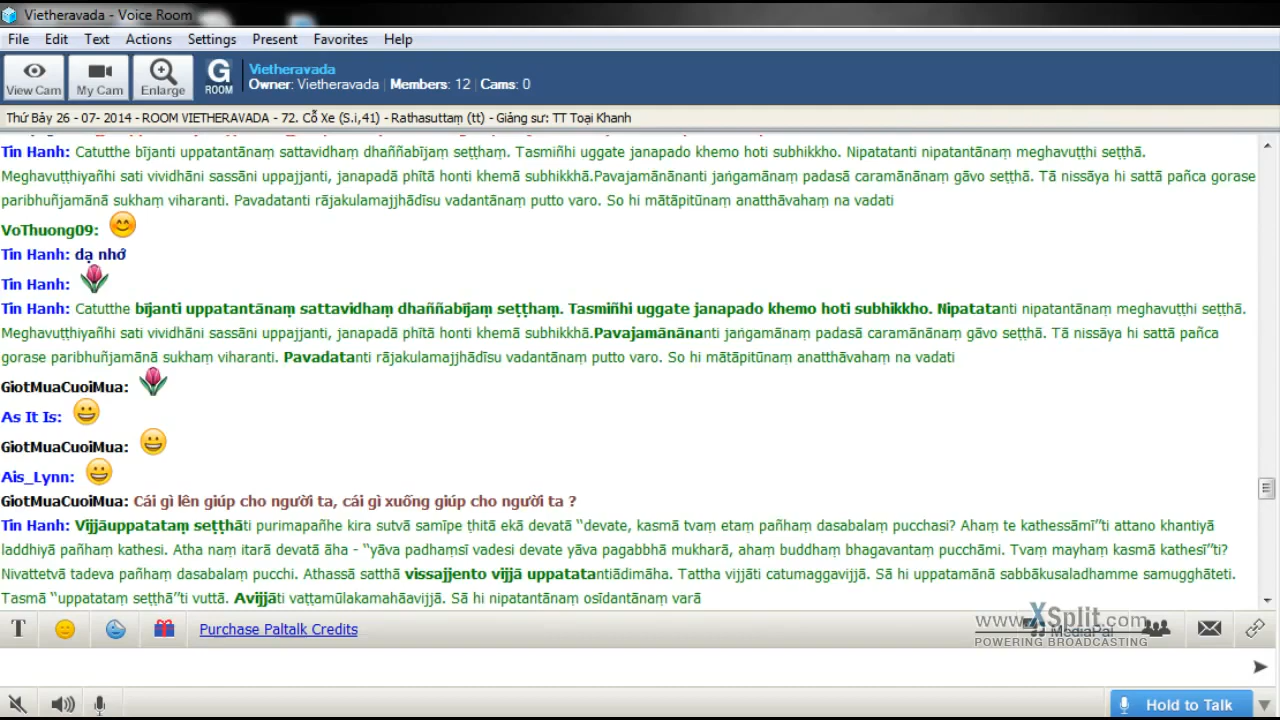 Vietheravada - Voice Room
File Edit Text Actions Settings Present Favorites Help
View Cam My Cam Enlarge G ROOM
Vietheravada
Owner: Vietheravada | Members: 12 | Cams: 0
Thứ Bảy 26 - 07- 2014 - ROOM VIETHERAVADA - 72. Cỗ Xe (S.i,41) - Rathasuttaṃ (tt) - Giảng sư: TT Toại Khanh
Tín Hanh: Catutthe bījanti uppatantānaṃ sattavidhaṃ dhaññabījaṃ seṭṭhaṃ. Tasmiñhi uggate janapado khemo hoti subhikkho. Nipatatanti nipatantānaṃ meghavuṭṭhi seṭṭhā.
Meghavuṭṭhiyañhi sati vividhāni sassāni uppajjanti, janapadā phītā honti khemā subhikkhā.Pavajamānānanti jaṅgamānaṃ padasā caramānānaṃ gāvo seṭṭhā. Tā nissāya hi sattā pañca gorase
paribhuñjamānā sukhaṃ viharanti. Pavadatanti rājakulamajjhādīsu vadantānaṃ putto varo. So hi mātāpitūnaṃ anatthāvahaṃ na vadati
VoThuong09:
Tín Hanh: dạ nhớ
Tín Hanh:
Tín Hanh: Catutthe bījanti uppatantānaṃ sattavidhaṃ dhaññabījaṃ seṭṭhaṃ. Tasmiñhi uggate janapado khemo hoti subhikkho. Nipatatanti nipatantānaṃ meghavuṭṭhi seṭṭhā.
Meghavuṭṭhiyañhi sati vividhāni sassāni uppajjanti, janapadā phītā honti khemā subhikkhā.Pavajamānānanti jaṅgamānaṃ padasā caramānānaṃ gāvo seṭṭhā. Tā nissāya hi sattā pañca
gorase paribhuñjamānā sukhaṃ viharanti. Pavadatanti rājakulamajjhādīsu vadantānaṃ putto varo. So hi mātāpitūnaṃ anatthāvahaṃ na vadati
GiotMuaCuoiMua:
As It Is:
GiotMuaCuoiMua:
Ais_Lynn:
GiotMuaCuoiMua: Cái gì lên giúp cho người ta, cái gì xuống giúp cho người ta ?
Tín Hanh: Vijjāuppatataṃ seṭṭhāti purimapañhe kira sutvā samīpe ṭhitā ekā devatā “devate, kasmā tvaṃ etaṃ pañhaṃ dasabalaṃ pucchasi? Ahaṃ te kathessāmī”ti attano khantiyā
laddhiyā pañhaṃ kathesi. Atha naṃ itarā devatā āha - “yāva padhaṃsī vadesi devate yāva pagabbhā mukharā, ahaṃ buddhaṃ bhagavantaṃ pucchāmi. Tvaṃ mayhaṃ kasmā kathesī”ti?
Nivattetvā tadeva pañhaṃ dasabalaṃ pucchi. Athassā satthā vissajjento vijjā uppatatantiādimāha. Tattha vijjāti catumaggavijjā. Sā hi uppatamānā sabbākusaladhamme samugghāteti.
Tasmā “uppatataṃ seṭṭhā”ti vuttā. Avijjāti vaṭṭamūlakamahāavijjā. Sā hi nipatantānaṃ osīdantānaṃ varā
T Purchase Paltalk Credits
www.XSplit.com
MediaPal
POWERING BROADCASTING
Hold to Talk